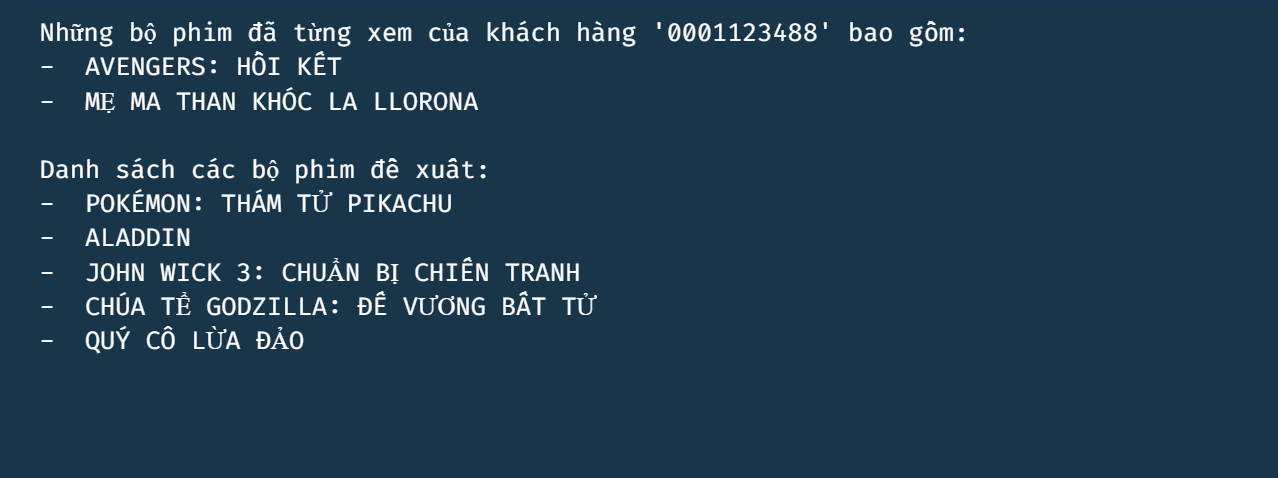 Những bộ phim đã từng xem của khách hàng '0001123488' bao gồm:
- AVENGERS: HỒI KẾT
- MẸ MA THAN KHÓC LA LLORONA
Danh sách các bộ phim đề xuất:
- POKÉMON: THÁM TỬ PIKACHU
- ALADDIN
- JOHN WICK 3: CHUẨN BỊ CHIẾN TRANH
- CHÚA TỂ GODZILLA: ĐẾ VƯƠNG BẤT TỬ
- QUÝ CÔ LỪA ĐẢO